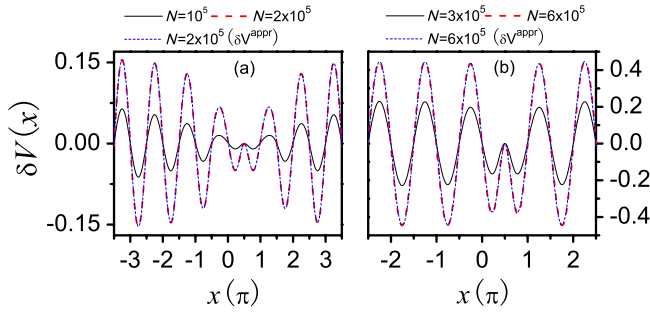 N=10⁵ N=2x10⁵
N=2x10⁵ (δV^appr)
N=3x10⁵ N=6x10⁵
N=6x10⁵ (δV^appr)
(a)
(b)
δV(x)
0.15
0.00
-0.15
0.4
0.2
0.0
-0.2
-0.4
-3 -2 -1 0 1 2 3
-2 -1 0 1 2
x(π)
x(π)